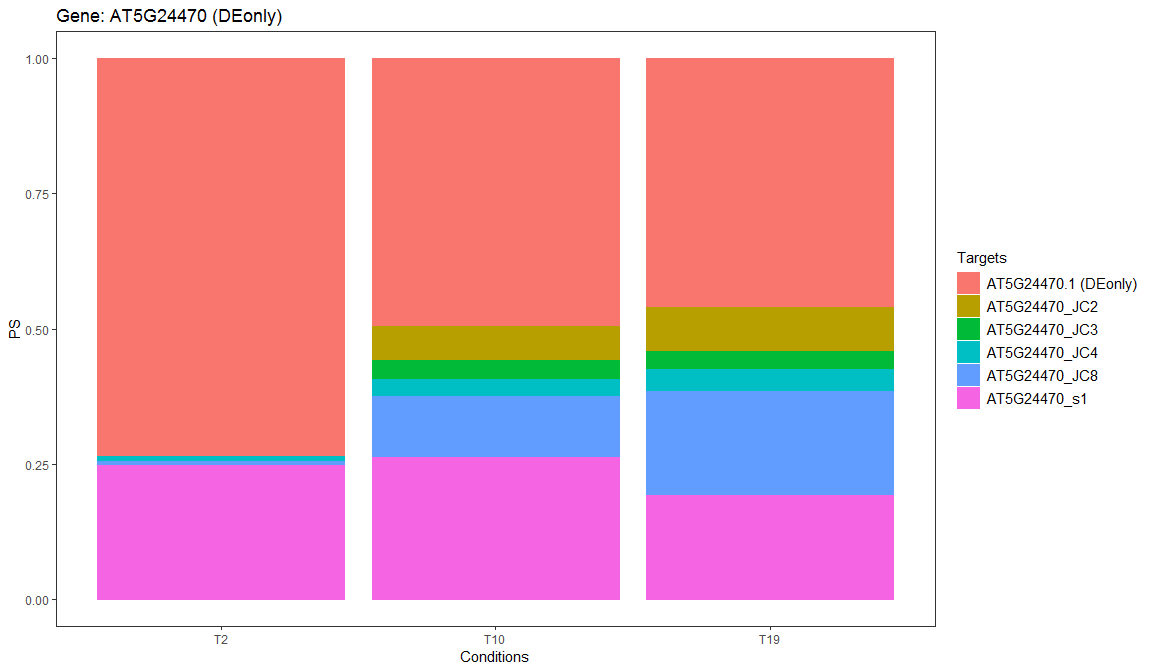 Gene: AT5G24470 (DEonly)
1.00
0.75
0.50
0.25
0.00
PS
T2
T10
T19
Conditions
Targets
AT5G24470.1 (DEonly)
AT5G24470_JC2
AT5G24470_JC3
AT5G24470_JC4
AT5G24470_JC8
AT5G24470_s1